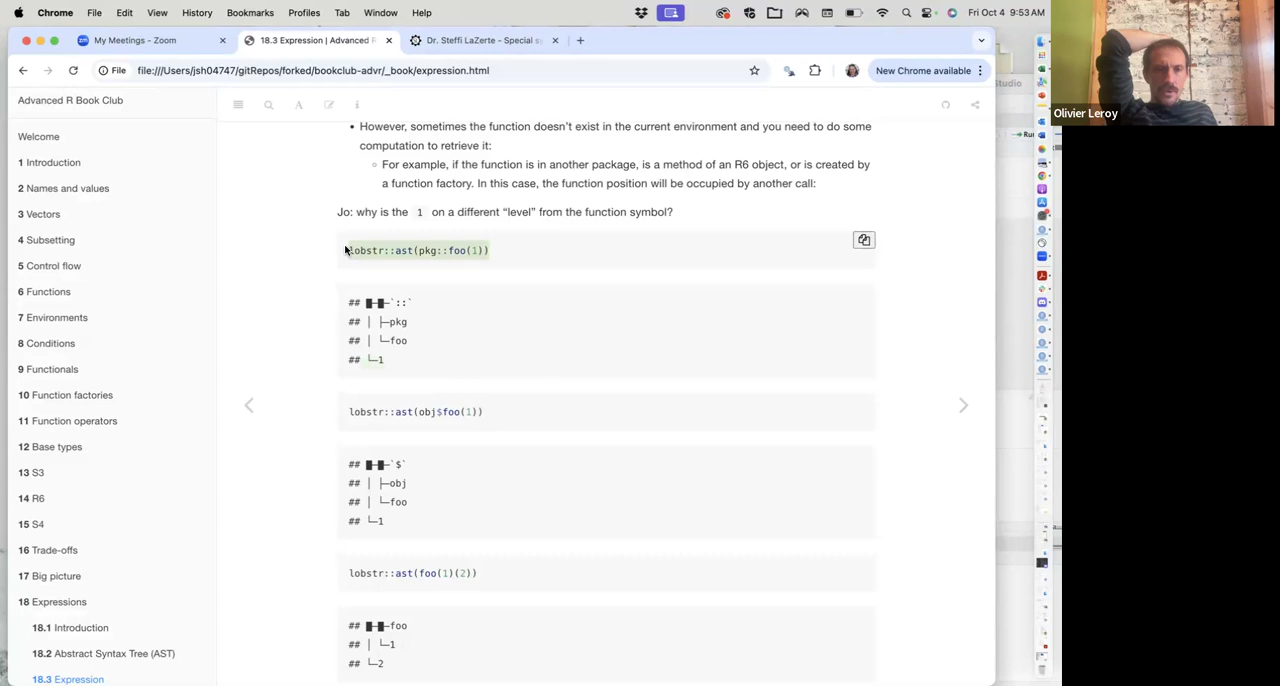 Chrome File Edit View History Bookmarks Profiles Tab Window Help Fri Oct 4 9:53 AM
My Meetings - Zoom 18.3 Expression | Advanced R Dr. Steffi LaZerte - Special s
File file:///Users/jsh04747/gitRepos/forked/bookclub-advr/_book/expression.html New Chrome available
Advanced R Book Club
Welcome
1 Introduction
2 Names and values
3 Vectors
4 Subsetting
5 Control flow
6 Functions
7 Environments
8 Conditions
9 Functionals
10 Function factories
11 Function operators
12 Base types
13 S3
14 R6
15 S4
16 Trade-offs
17 Big picture
18 Expressions
18.1 Introduction
18.2 Abstract Syntax Tree (AST)
18.3 Expression
• However, sometimes the function doesn't exist in the current environment and you need to do some
computation to retrieve it:
◦ For example, if the function is in another package, is a method of an R6 object, or is created by
a function factory. In this case, the function position will be occupied by another call:
Jo: why is the 1 on a different “level” from the function symbol?
lobstr::ast(pkg::foo(1))
## █─█─`::`
## │ ├─pkg
## │ └─foo
## └─1
lobstr::ast(obj$foo(1))
## █─█─`$`
## │ ├─obj
## │ └─foo
## └─1
lobstr::ast(foo(1)(2))
## █─█─foo
## │ └─1
## └─2
Studio
Run
Olivier Leroy